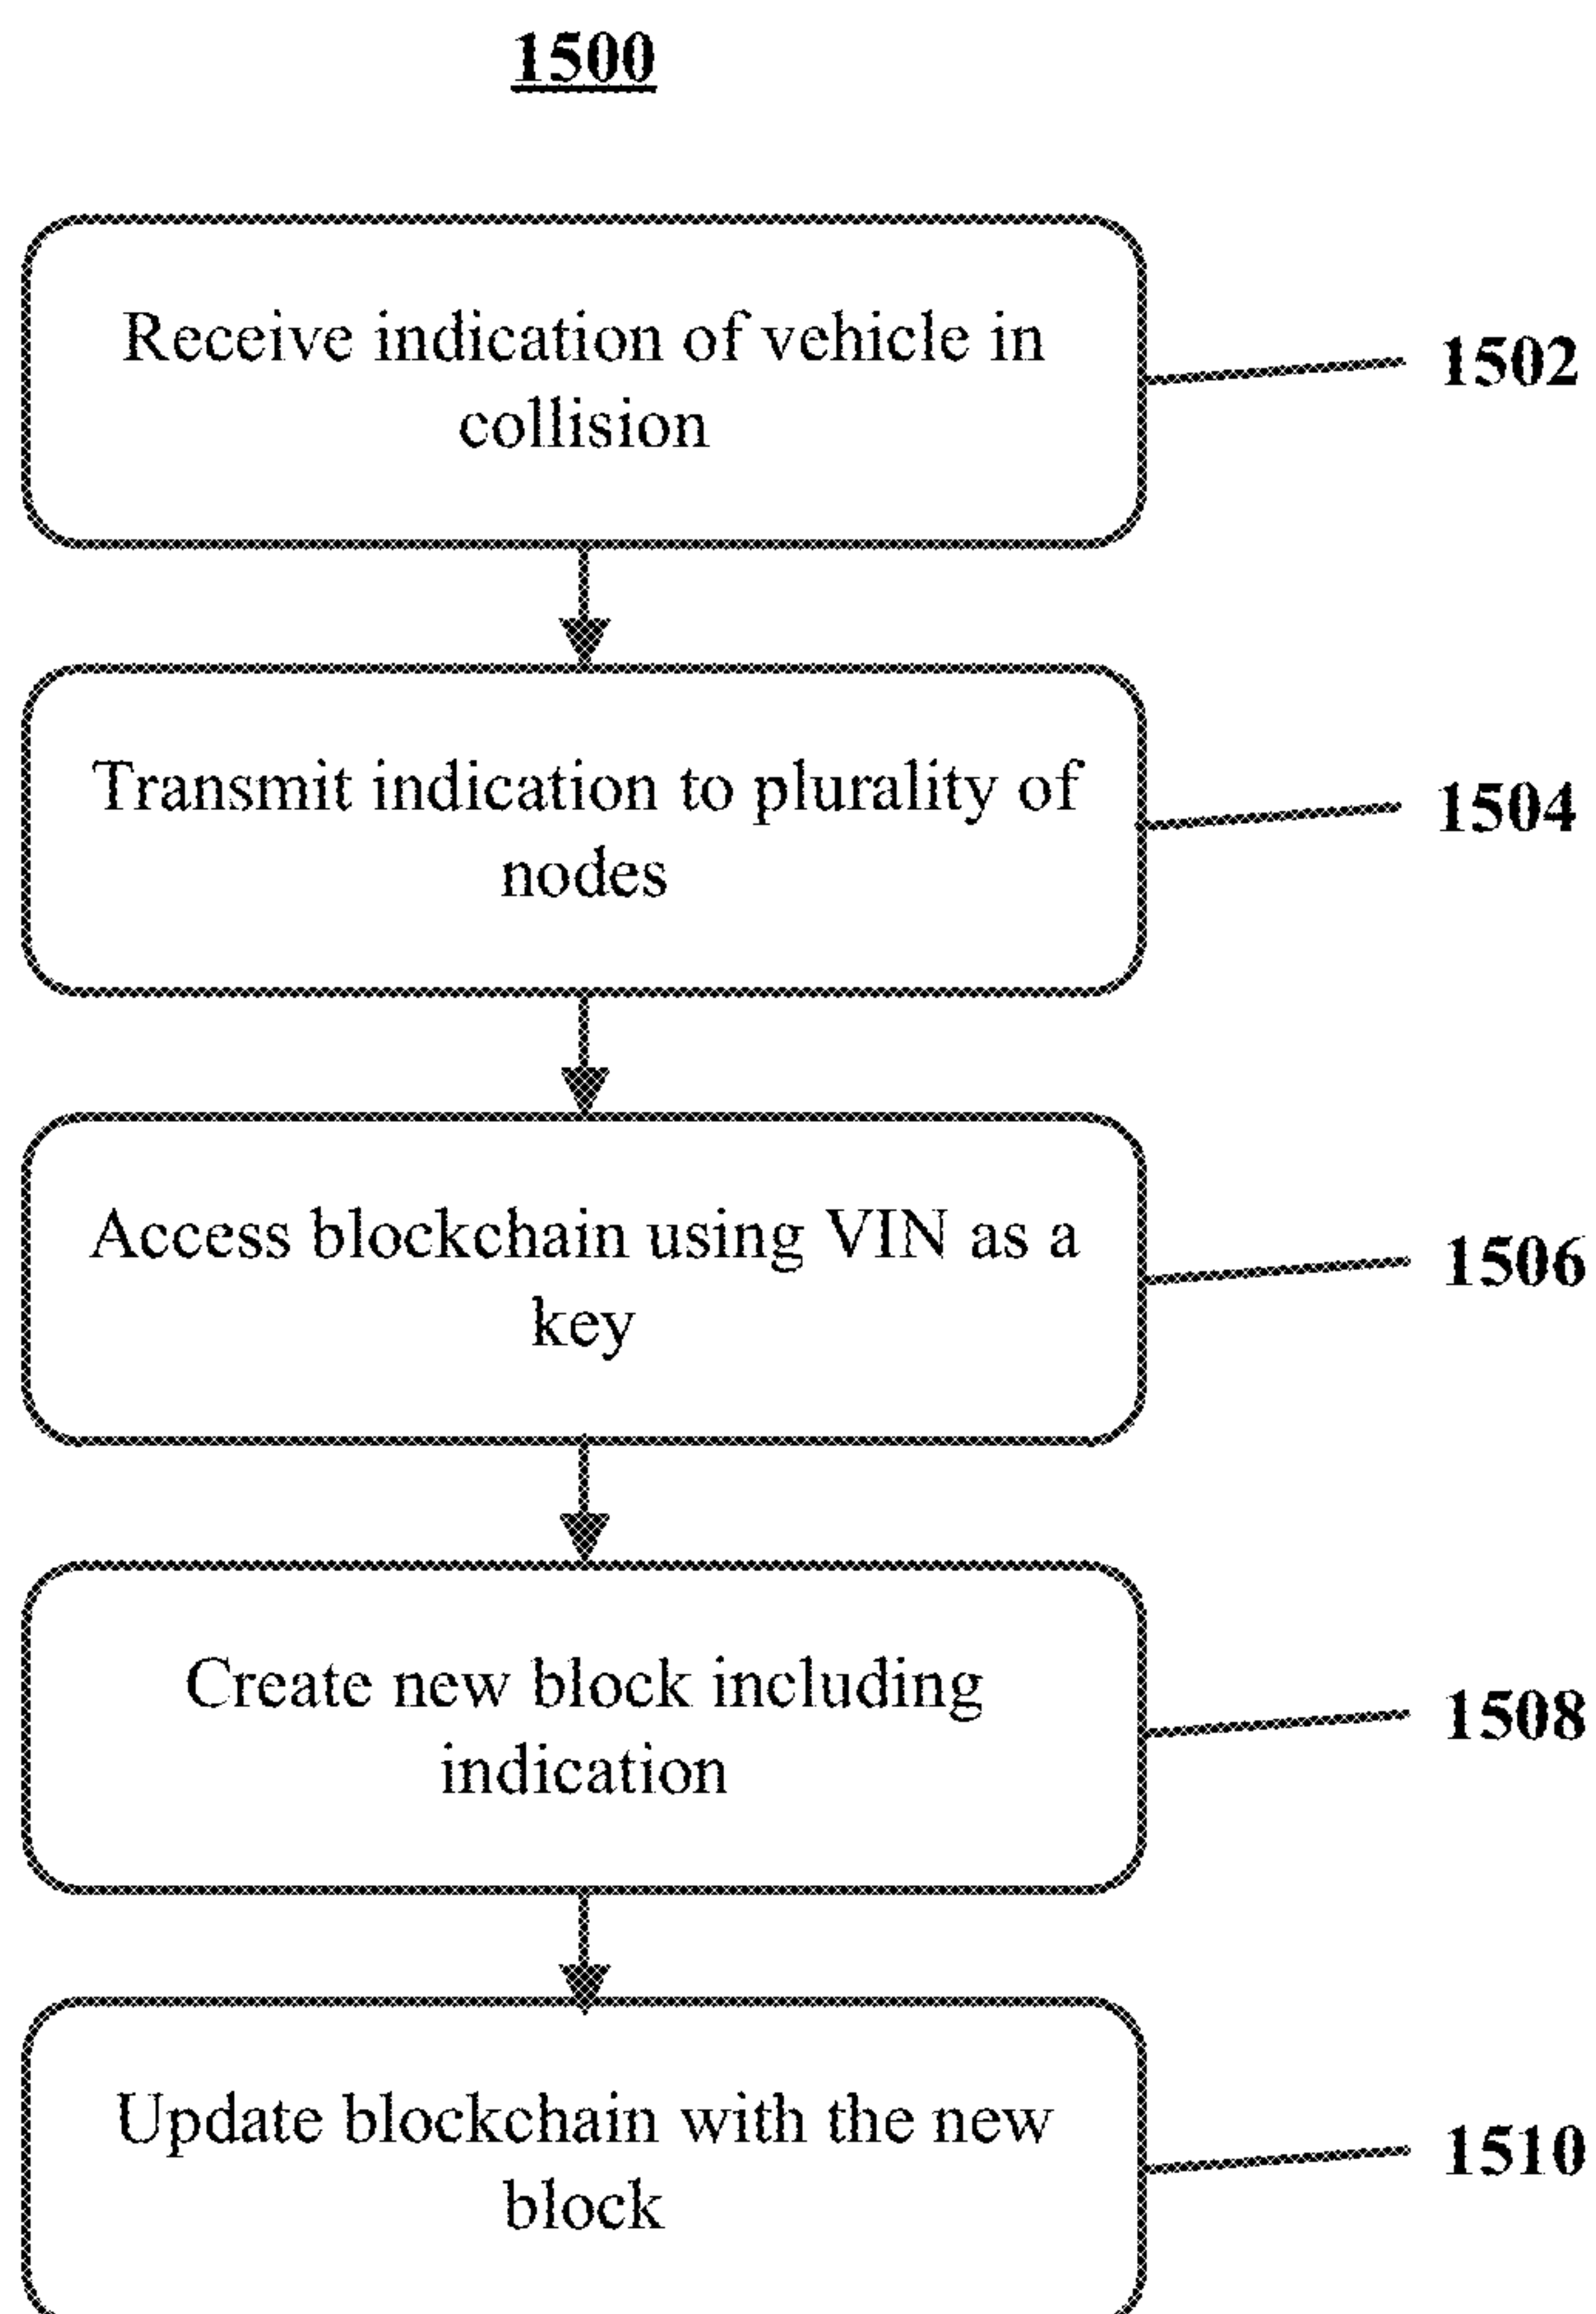 1500
Receive indication of vehicle in
collision
1502
Transmit indication to plurality of
nodes
1504
Access blockchain using VIN as a
key
1506
Create new block including
indication
1508
Update blockchain with the new
block
1510